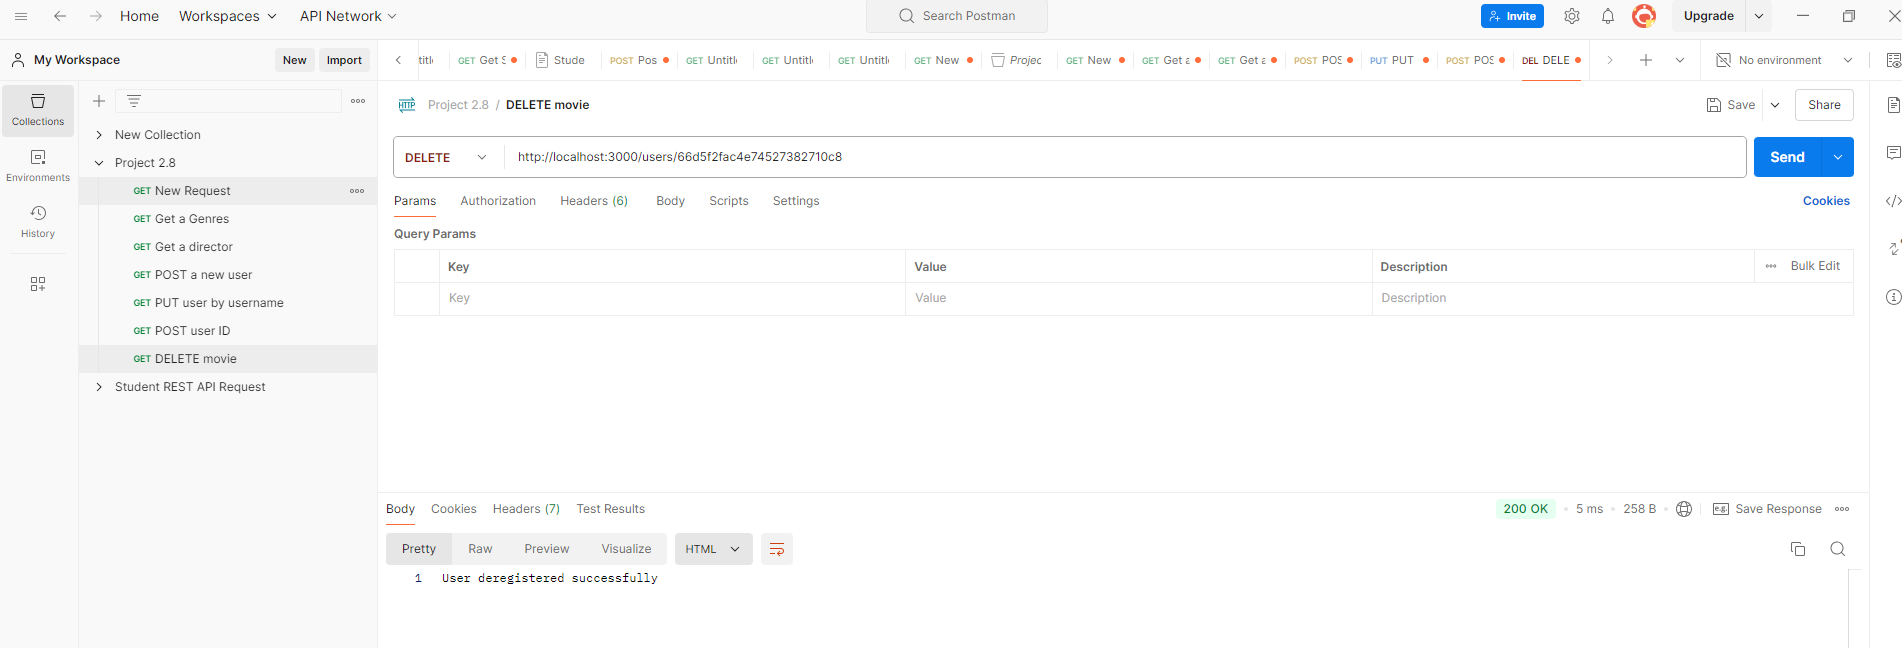 Home Workspaces API Network Search Postman Invite Upgrade
My Workspace New Import
GET Get S Stude POST Pos GET Untitle GET Untitle GET Untitle GET New Projec GET New GET Get a GET Get a POST POS PUT PUT POST POS DEL DELE No environment
Collections
Environments
History
New Collection
Project 2.8
GET New Request
GET Get a Genres
GET Get a director
GET POST a new user
GET PUT user by username
GET POST user ID
GET DELETE movie
Student REST API Request
HTTP Project 2.8 / DELETE movie Save Share
DELETE http://localhost:3000/users/66d5f2fac4e74527382710c8 Send
Params Authorization Headers (6) Body Scripts Settings Cookies
Query Params
Key Value Description Bulk Edit
Key Value Description
Body Cookies Headers (7) Test Results 200 OK 5 ms 258 B e.g. Save Response
Pretty Raw Preview Visualize HTML
1 User deregistered successfully